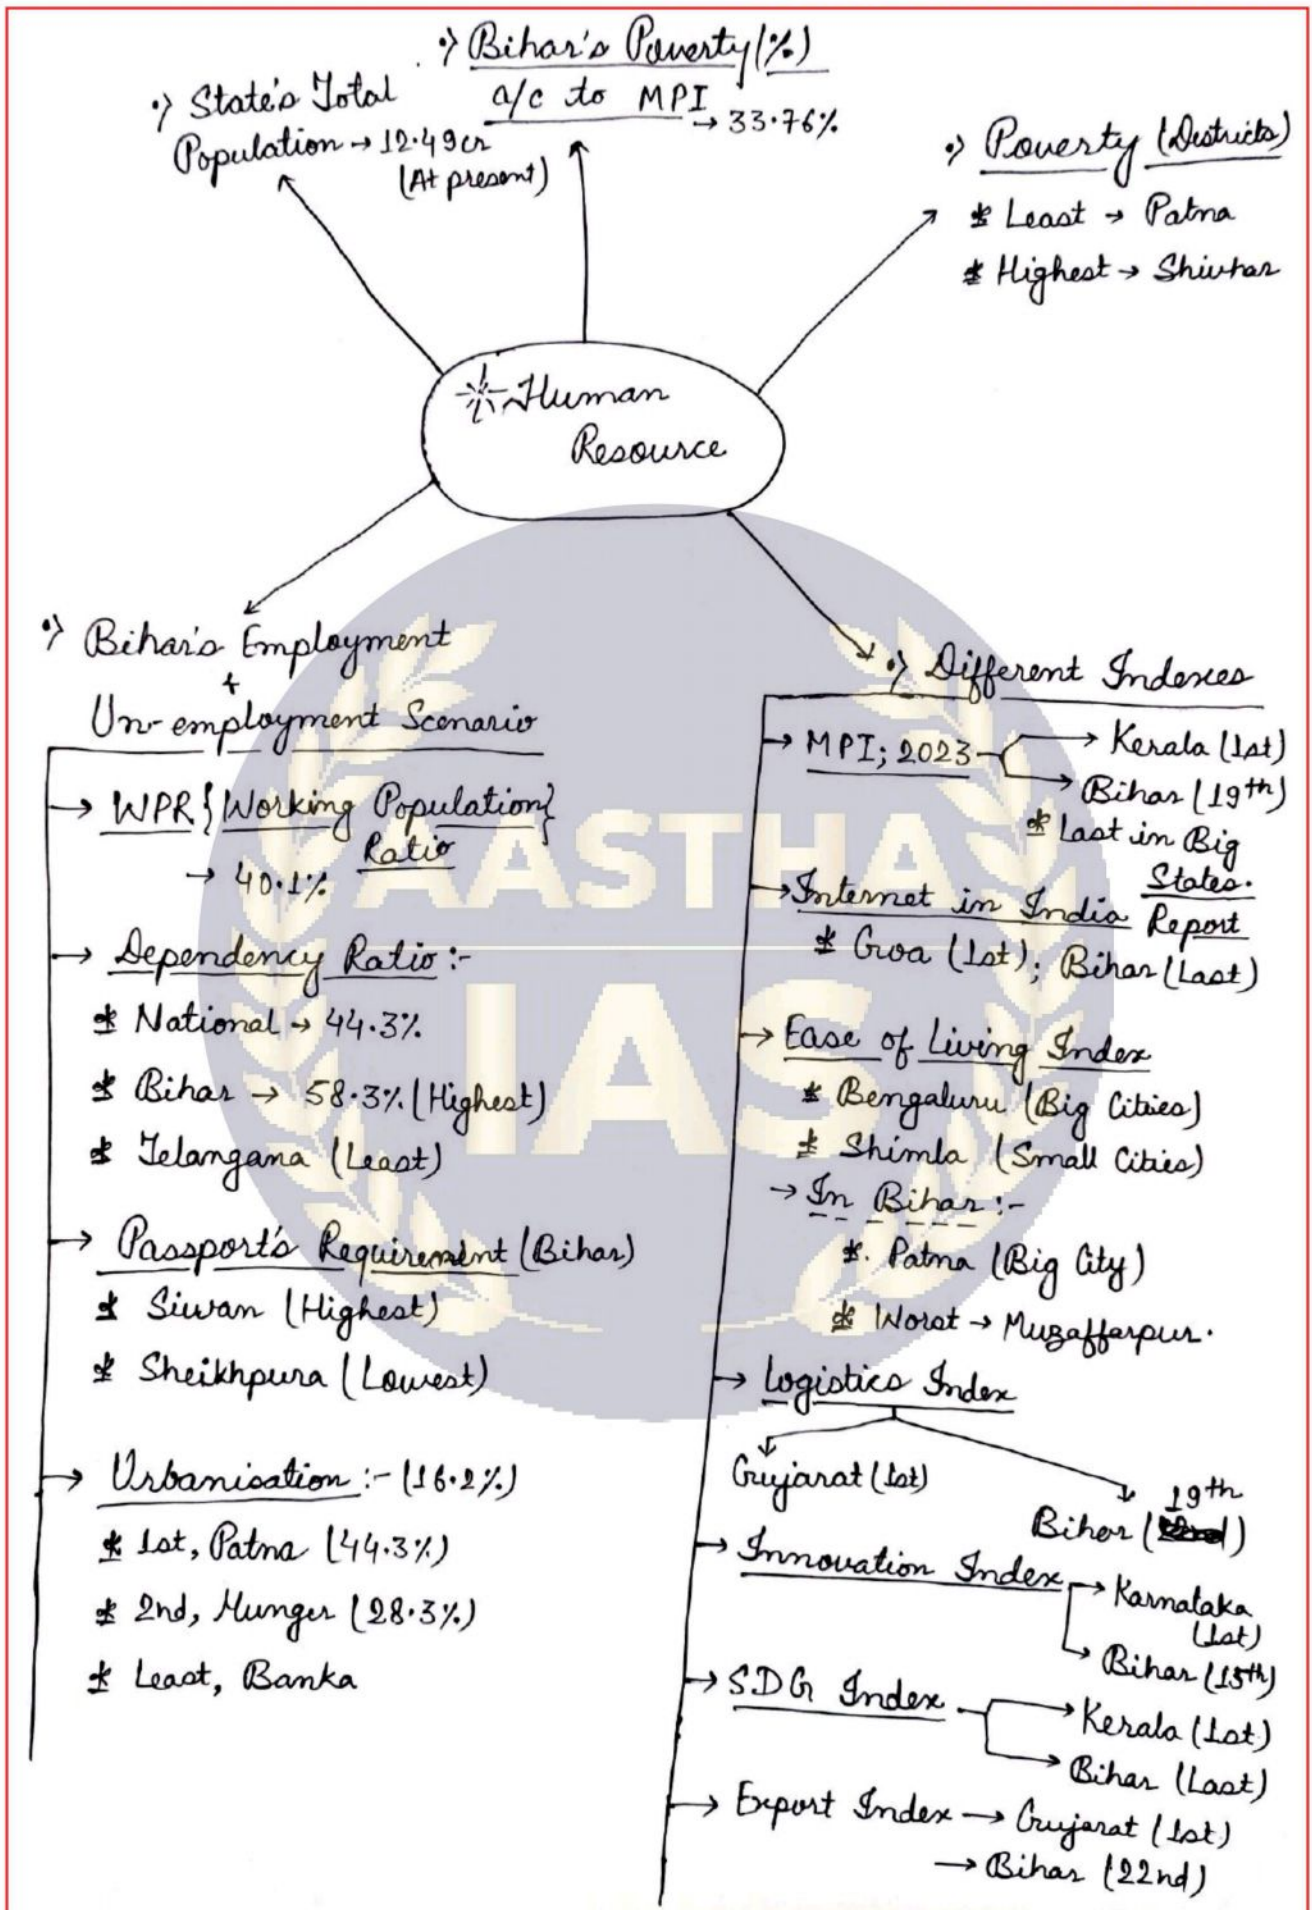 •> State's Total
Population → 12.49 cr
(At present)
•> Bihar's Poverty (%)
a/c to MPI
→ 33.76%
•> Poverty (Districts)
* Least → Patna
* Highest → Shivhar
* Human
Resource
•> Bihar's Employment
+
Un-employment Scenario
→ WPR {Working Population}
Ratio
→ 40.1%
→ Dependency Ratio :-
* National → 44.3%
* Bihar → 58.3% (Highest)
* Telangana (Least)
→ Passport's Requirement (Bihar)
* Siwan (Highest)
* Sheikhpura (Lowest)
→ Urbanisation :- (16.2%)
* 1st, Patna (44.3%)
* 2nd, Munger (28.3%)
* Least, Banka
•> Different Indexes
→ MPI; 2023 → Kerala (1st)
→ Bihar (19th)
* Last in Big
States.
→ Internet in India Report
* Goa (1st); Bihar (Last)
→ Ease of Living Index
* Bengaluru (Big Cities)
* Shimla (Small Cities)
→ In Bihar :-
*. Patna (Big City)
* Worst → Muzaffarpur.
→ Logistics Index
Gujarat (1st)
19th
Bihar ( )
→ Innovation Index → Karnataka
(1st)
Bihar (15th)
→ SDG Index → Kerala (1st)
→ Bihar (Last)
→ Export Index → Gujarat (1st)
→ Bihar (22nd)
AASTHA
IAS